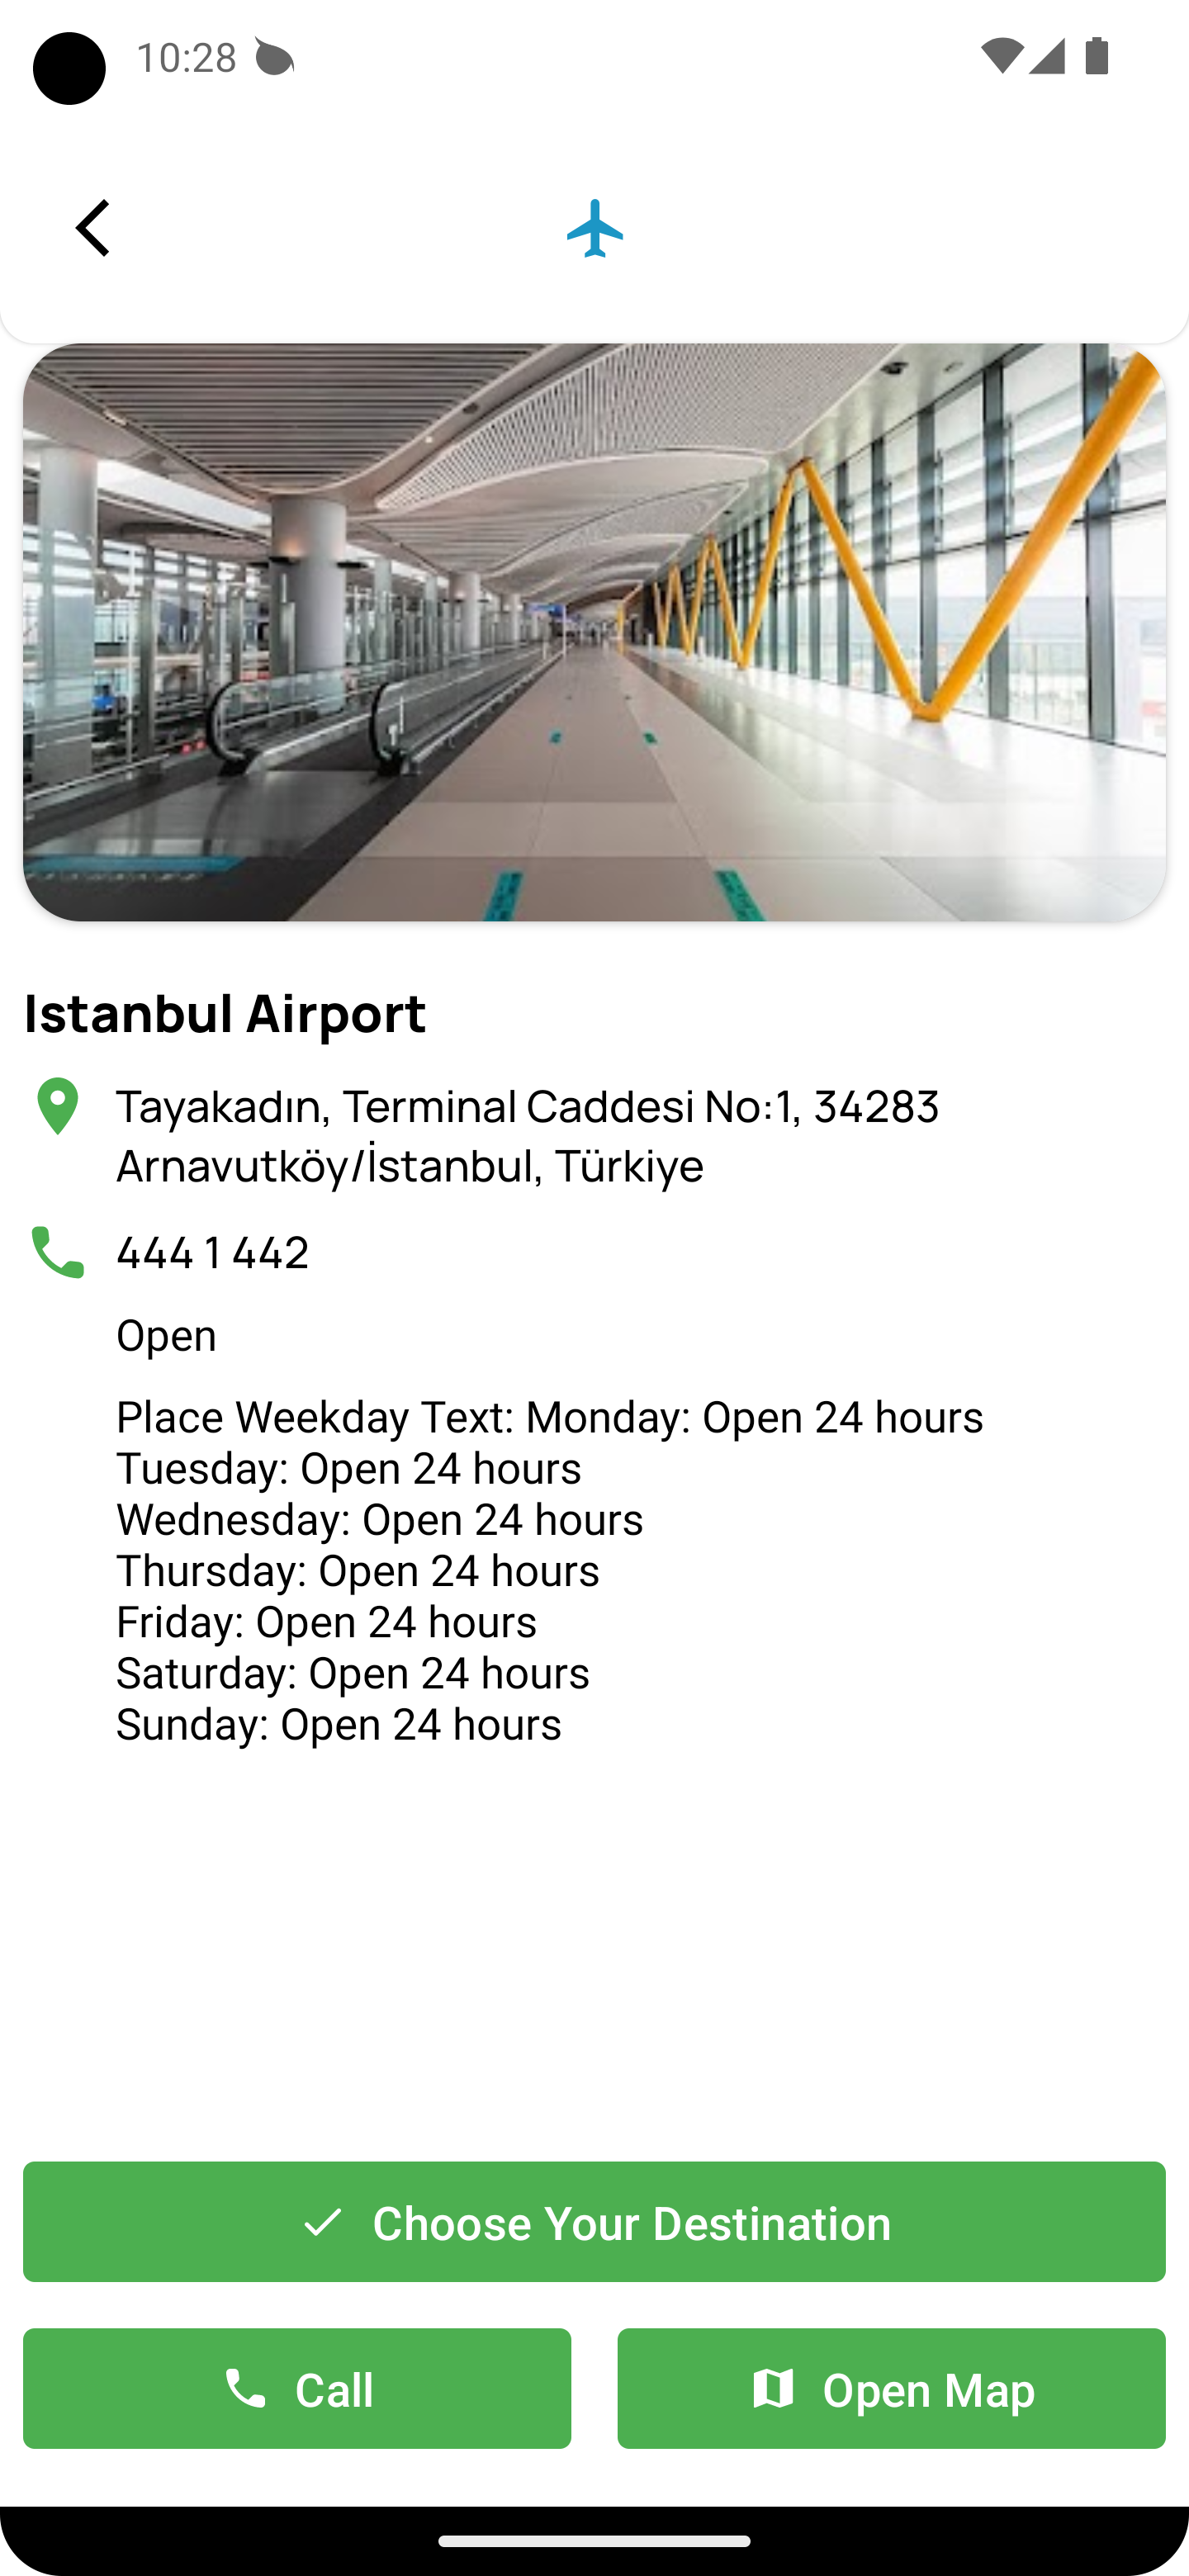 10:28
Istanbul Airport
Tayakadın, Terminal Caddesi No:1, 34283
Arnavutköy/İstanbul, Türkiye
444 1 442
Open
Place Weekday Text: Monday: Open 24 hours
Tuesday: Open 24 hours
Wednesday: Open 24 hours
Thursday: Open 24 hours
Friday: Open 24 hours
Saturday: Open 24 hours
Sunday: Open 24 hours
Choose Your Destination
Call
Open Map